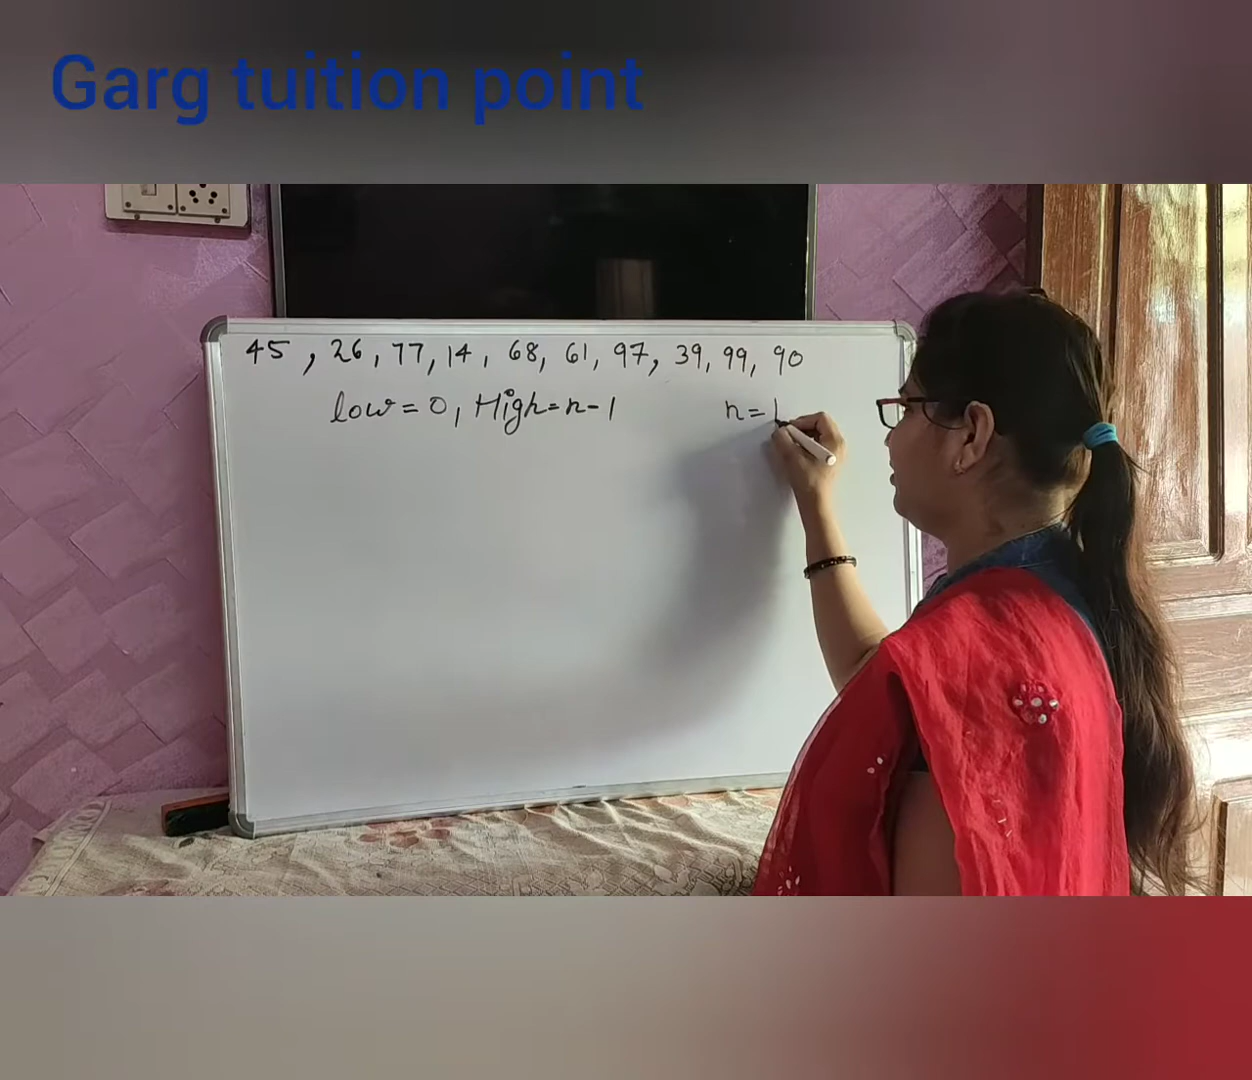 Garg tuition point
45 , 26, 77, 14, 68, 61, 97, 39, 99, 90
low = 0, High = n - 1 n = 1